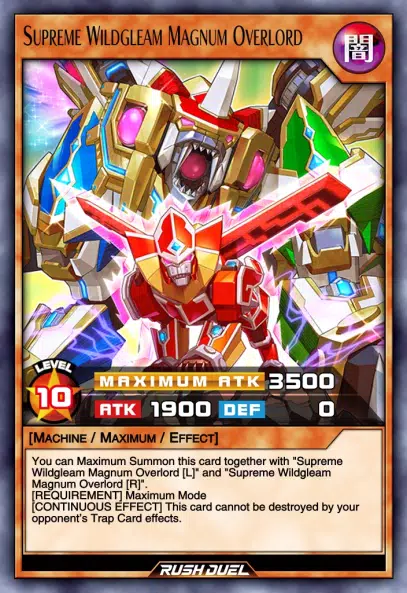 Supreme Wildgleam Magnum Overlord
闇
LEVEL
10
MAXIMUM ATK 3500
ATK 1900 DEF 0
[Machine / Maximum / Effect]
You can Maximum Summon this card together with "Supreme
Wildgleam Magnum Overlord [L]" and "Supreme Wildgleam
Magnum Overlord [R]".
[REQUIREMENT] Maximum Mode
[CONTINUOUS EFFECT] This card cannot be destroyed by your
opponent's Trap Card effects.
RUSH DUEL